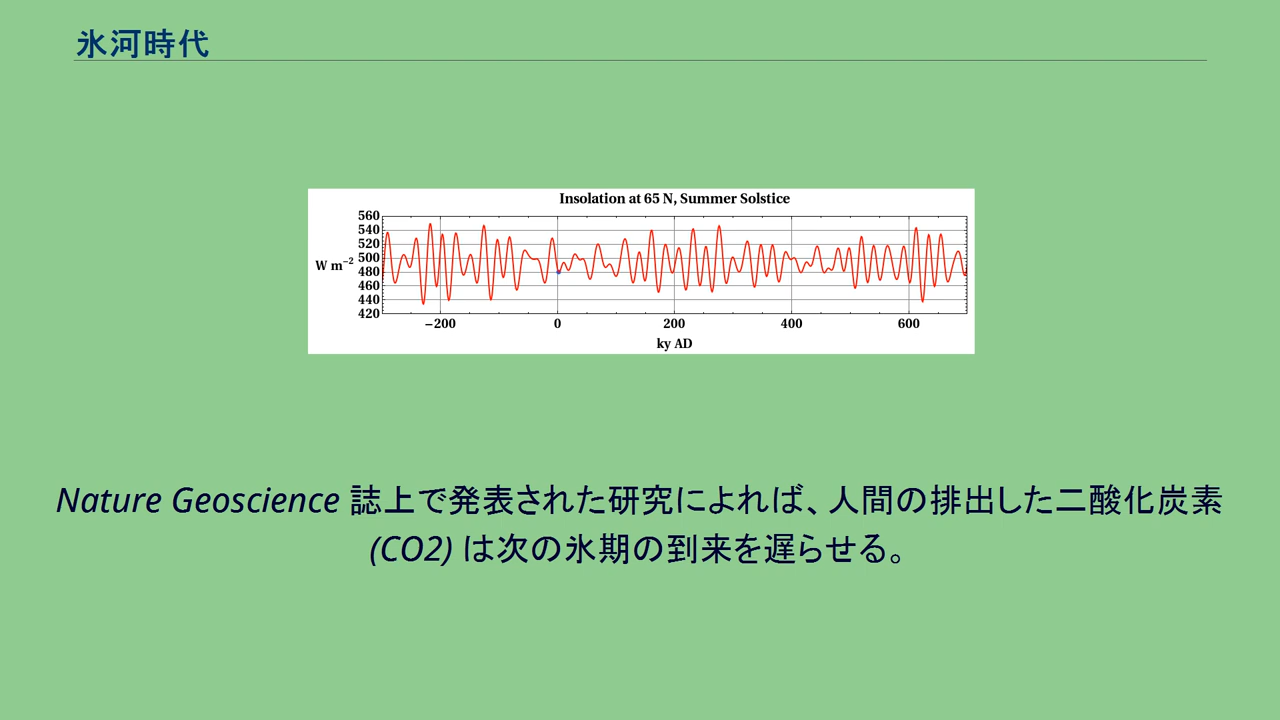 氷河時代
Insolation at 65 N, Summer Solstice
560
540
520
500
480
460
440
420
W m−2
−200 0 200 400 600
ky AD
Nature Geoscience 誌上で発表された研究によれば、人間の排出した二酸化炭素
(CO2) は次の氷期の到来を遅らせる。